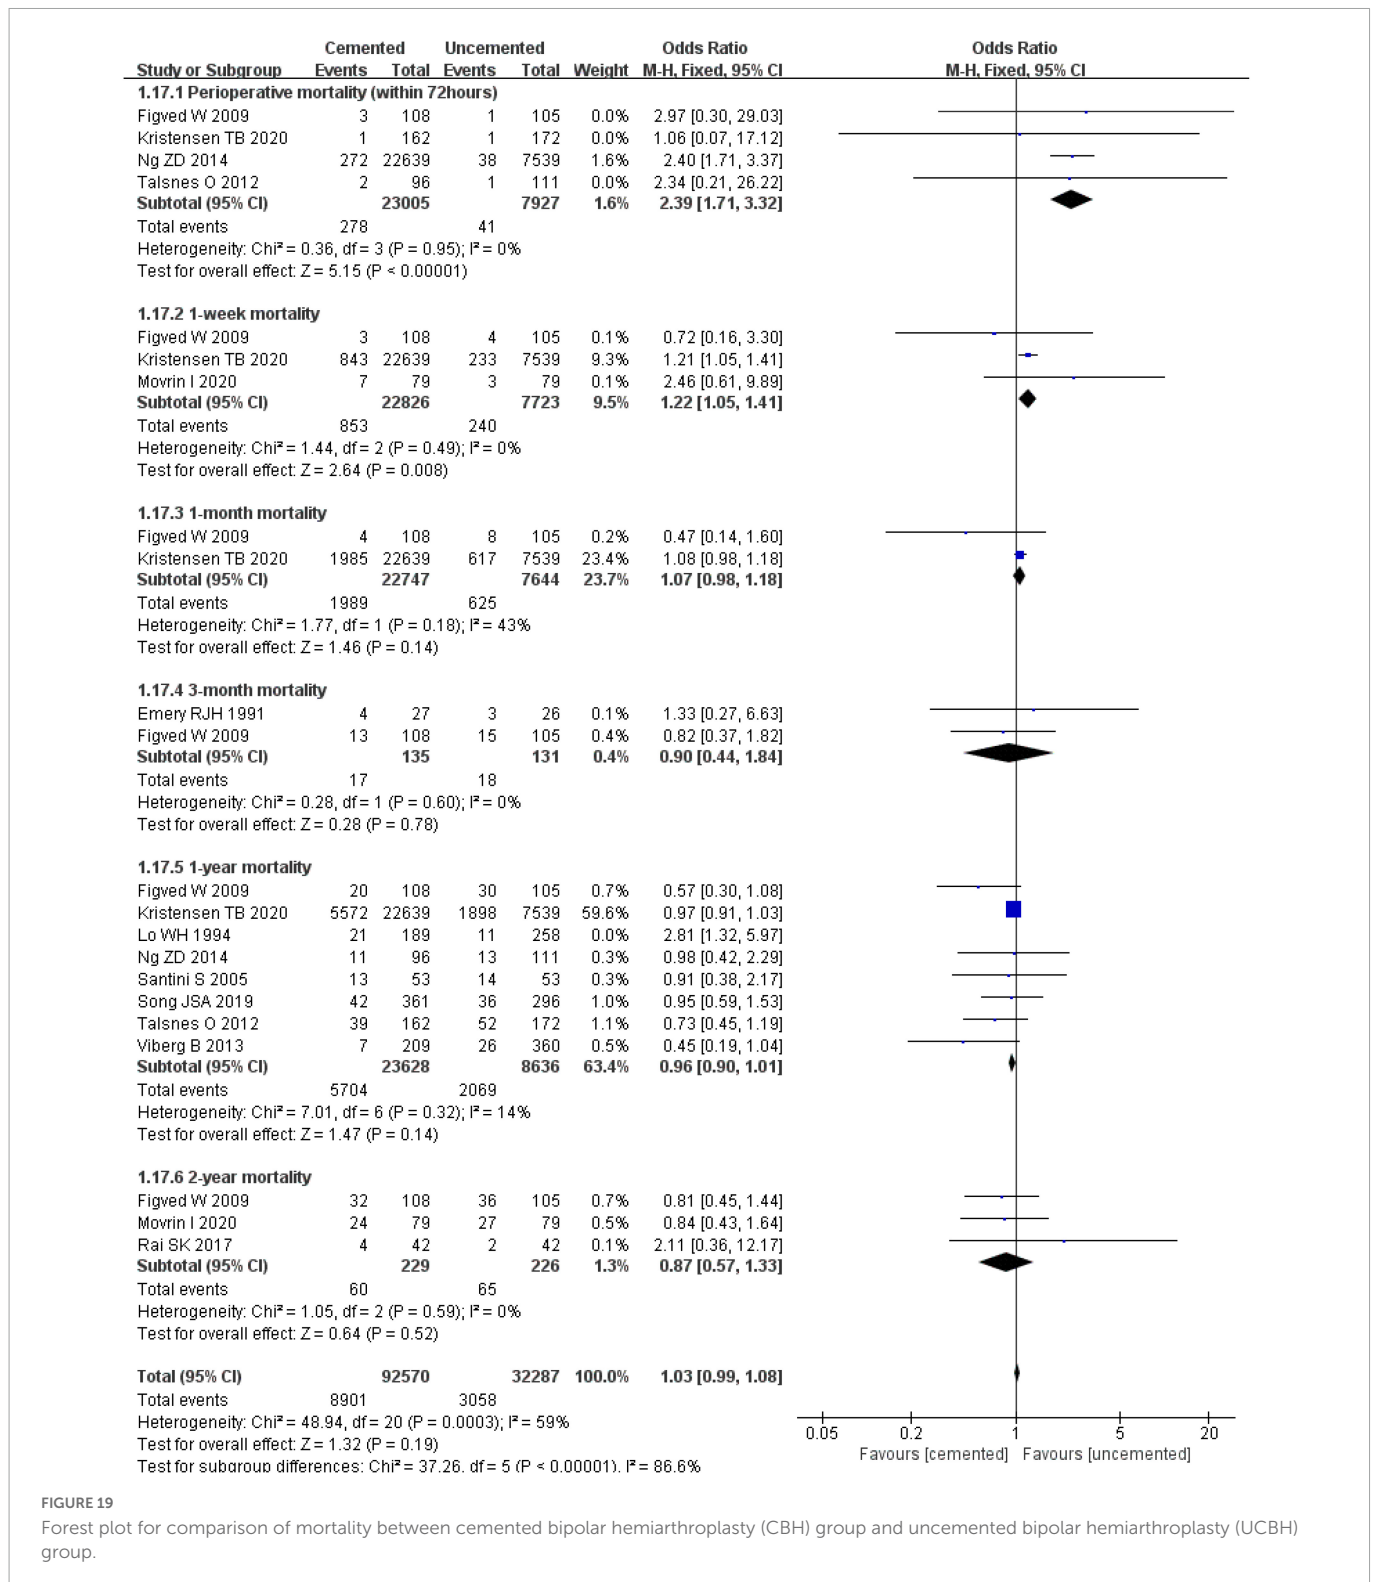 Cemented Uncemented Odds Ratio Odds Ratio
Study or Subgroup Events Total Events Total Weight M-H, Fixed, 95% CI M-H, Fixed, 95% CI
1.17.1 Perioperative mortality (within 72hours)
Figved W 2009 3 108 1 105 0.0% 2.97 [0.30, 29.03]
Kristensen TB 2020 1 162 1 172 0.0% 1.06 [0.07, 17.12]
Ng ZD 2014 272 22639 38 7539 1.6% 2.40 [1.71, 3.37]
Talsnes O 2012 2 96 1 111 0.0% 2.34 [0.21, 26.22]
Subtotal (95% CI) 23005 7927 1.6% 2.39 [1.71, 3.32]
Total events 278 41
Heterogeneity: Chi² = 0.36, df = 3 (P = 0.95); I² = 0%
Test for overall effect: Z = 5.15 (P < 0.00001)
1.17.2 1-week mortality
Figved W 2009 3 108 4 105 0.1% 0.72 [0.16, 3.30]
Kristensen TB 2020 843 22639 233 7539 9.3% 1.21 [1.05, 1.41]
Movrin I 2020 7 79 3 79 0.1% 2.46 [0.61, 9.89]
Subtotal (95% CI) 22826 7723 9.5% 1.22 [1.05, 1.41]
Total events 853 240
Heterogeneity: Chi² = 1.44, df = 2 (P = 0.49); I² = 0%
Test for overall effect: Z = 2.64 (P = 0.008)
1.17.3 1-month mortality
Figved W 2009 4 108 8 105 0.2% 0.47 [0.14, 1.60]
Kristensen TB 2020 1985 22639 617 7539 23.4% 1.08 [0.98, 1.18]
Subtotal (95% CI) 22747 7644 23.7% 1.07 [0.98, 1.18]
Total events 1989 625
Heterogeneity: Chi² = 1.77, df = 1 (P = 0.18); I² = 43%
Test for overall effect: Z = 1.46 (P = 0.14)
1.17.4 3-month mortality
Emery RJH 1991 4 27 3 26 0.1% 1.33 [0.27, 6.63]
Figved W 2009 13 108 15 105 0.4% 0.82 [0.37, 1.82]
Subtotal (95% CI) 135 131 0.4% 0.90 [0.44, 1.84]
Total events 17 18
Heterogeneity: Chi² = 0.28, df = 1 (P = 0.60); I² = 0%
Test for overall effect: Z = 0.28 (P = 0.78)
1.17.5 1-year mortality
Figved W 2009 20 108 30 105 0.7% 0.57 [0.30, 1.08]
Kristensen TB 2020 5572 22639 1898 7539 59.6% 0.97 [0.91, 1.03]
Lo WH 1994 21 189 11 258 0.0% 2.81 [1.32, 5.97]
Ng ZD 2014 11 96 13 111 0.3% 0.98 [0.42, 2.29]
Santini S 2005 13 53 14 53 0.3% 0.91 [0.38, 2.17]
Song JSA 2019 42 361 36 296 1.0% 0.95 [0.59, 1.53]
Talsnes O 2012 39 162 52 172 1.1% 0.73 [0.45, 1.19]
Viberg B 2013 7 209 26 360 0.5% 0.45 [0.19, 1.04]
Subtotal (95% CI) 23628 8636 63.4% 0.96 [0.90, 1.01]
Total events 5704 2069
Heterogeneity: Chi² = 7.01, df = 6 (P = 0.32); I² = 14%
Test for overall effect: Z = 1.47 (P = 0.14)
1.17.6 2-year mortality
Figved W 2009 32 108 36 105 0.7% 0.81 [0.45, 1.44]
Movrin I 2020 24 79 27 79 0.5% 0.84 [0.43, 1.64]
Rai SK 2017 4 42 2 42 0.1% 2.11 [0.36, 12.17]
Subtotal (95% CI) 229 226 1.3% 0.87 [0.57, 1.33]
Total events 60 65
Heterogeneity: Chi² = 1.05, df = 2 (P = 0.59); I² = 0%
Test for overall effect: Z = 0.64 (P = 0.52)
Total (95% CI) 92570 32287 100.0% 1.03 [0.99, 1.08]
Total events 8901 3058
Heterogeneity: Chi² = 48.94, df = 20 (P = 0.0003); I² = 59%
Test for overall effect: Z = 1.32 (P = 0.19)
Test for subgroup differences: Chi² = 37.26, df = 5 (P < 0.00001), I² = 86.6%
0.05 0.2 1 5 20
Favours [cemented] Favours [uncemented]
FIGURE 19
Forest plot for comparison of mortality between cemented bipolar hemiarthroplasty (CBH) group and uncemented bipolar hemiarthroplasty (UCBH)
group.